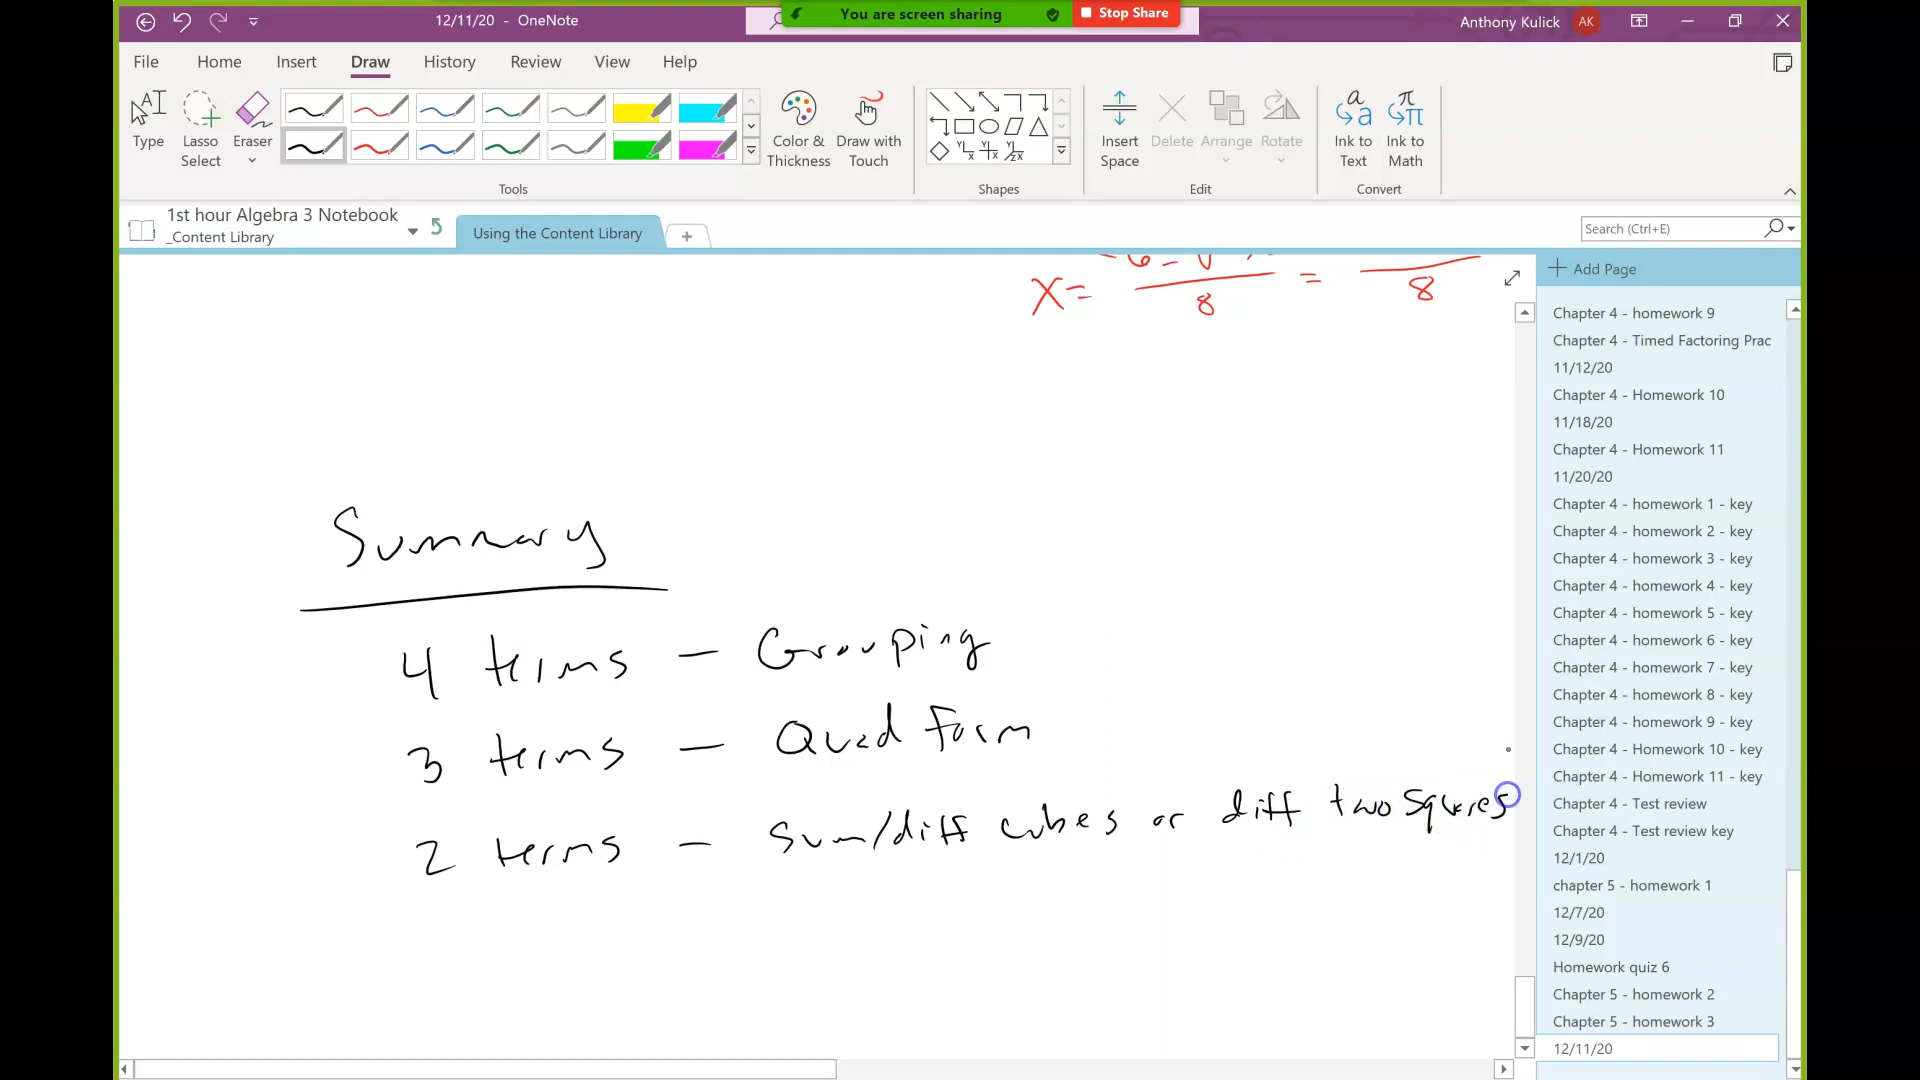 12/11/20 - OneNote
You are screen sharing
Stop Share
Anthony Kulick AK
File Home Insert Draw History Review View Help
Type
Lasso Select
Eraser
Color & Thickness
Draw with Touch
Insert Space
Delete
Arrange
Rotate
Ink to Text
Ink to Math
Tools
Shapes
Edit
Convert
1st hour Algebra 3 Notebook
_Content Library
Using the Content Library
Search (Ctrl+E)
Add Page
X= 8 = 8
Summary
4 terms - Grouping
3 terms - Quad Form
2 terms - sum/diff cubes or diff two squares
Chapter 4 - homework 9
Chapter 4 - Timed Factoring Prac
11/12/20
Chapter 4 - Homework 10
11/18/20
Chapter 4 - Homework 11
11/20/20
Chapter 4 - homework 1 - key
Chapter 4 - homework 2 - key
Chapter 4 - homework 3 - key
Chapter 4 - homework 4 - key
Chapter 4 - homework 5 - key
Chapter 4 - homework 6 - key
Chapter 4 - homework 7 - key
Chapter 4 - homework 8 - key
Chapter 4 - homework 9 - key
Chapter 4 - Homework 10 - key
Chapter 4 - Homework 11 - key
Chapter 4 - Test review
Chapter 4 - Test review key
12/1/20
chapter 5 - homework 1
12/7/20
12/9/20
Homework quiz 6
Chapter 5 - homework 2
Chapter 5 - homework 3
12/11/20